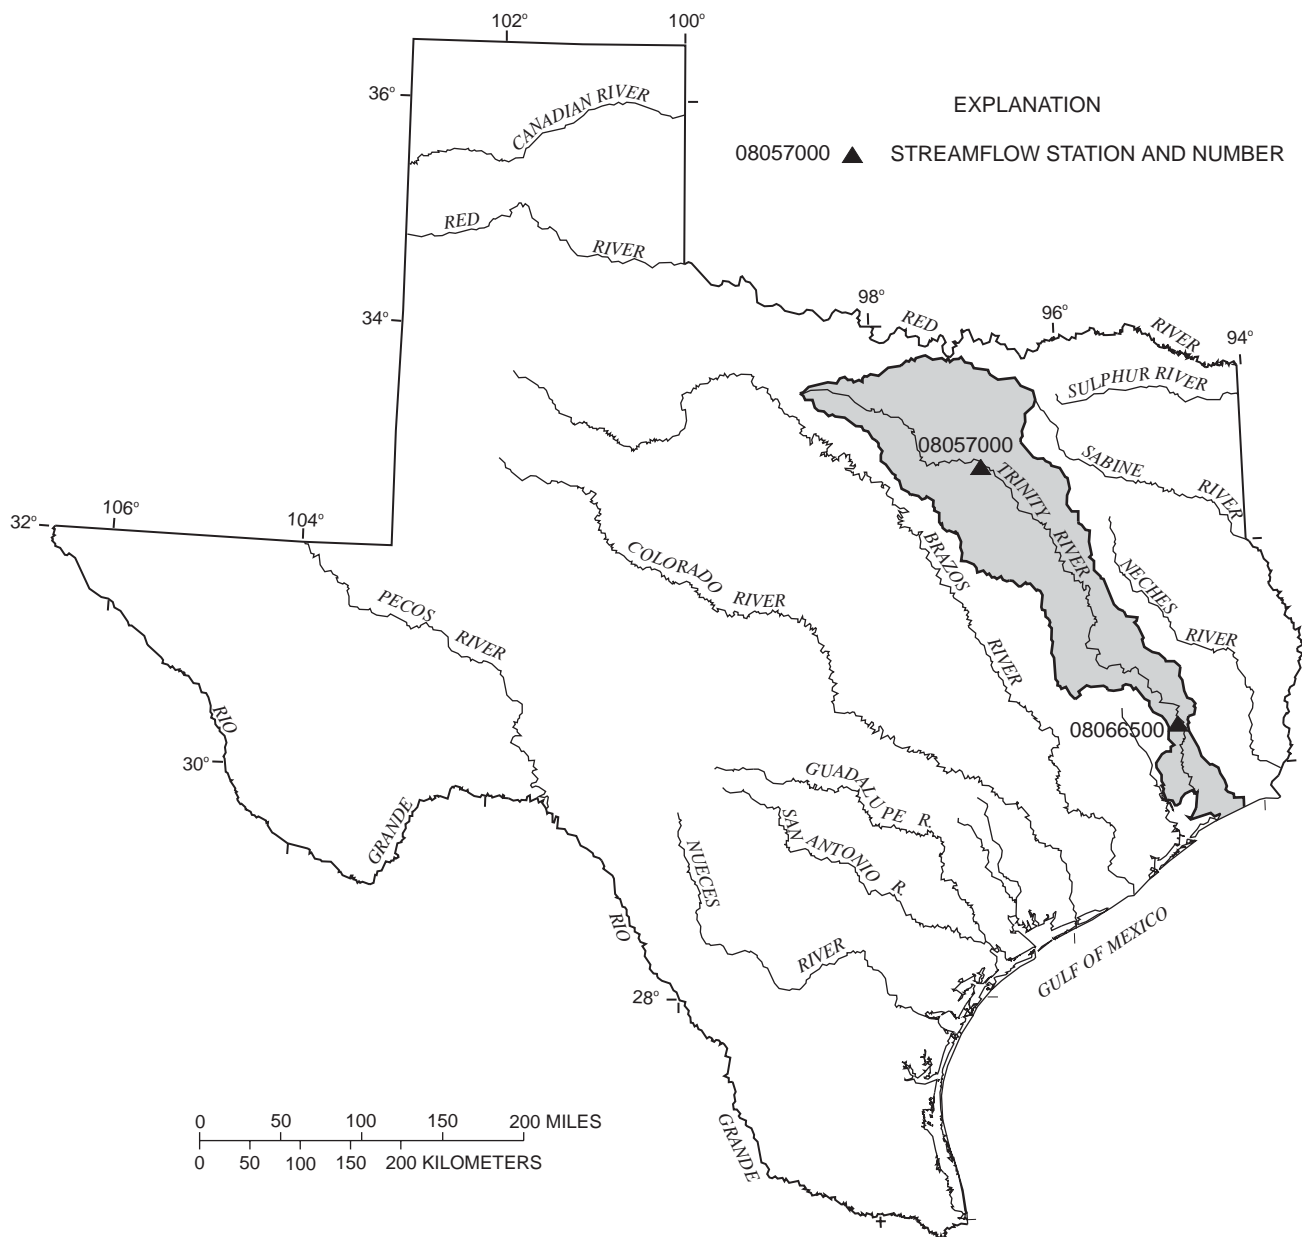 102°
100°
36°
CANADIAN RIVER
EXPLANATION
08057000
STREAMFLOW STATION AND NUMBER
RED
RIVER
34°
98°
RED
96°
RIVER
94°
SULPHUR RIVER
08057000
TRINITY
RIVER
SABINE
RIVER
32°
106°
104°
BRAZOS
RIVER
NECHES
RIVER
COLORADO
RIVER
PECOS
RIVER
RIO
GRANDE
08066500
30°
GUADALUPE R.
SAN ANTONIO R.
NUECES
RIVER
RIO
GULF OF MEXICO
28°
GRANDE
0 50 100 150 200 MILES
0 50 100 150 200 KILOMETERS